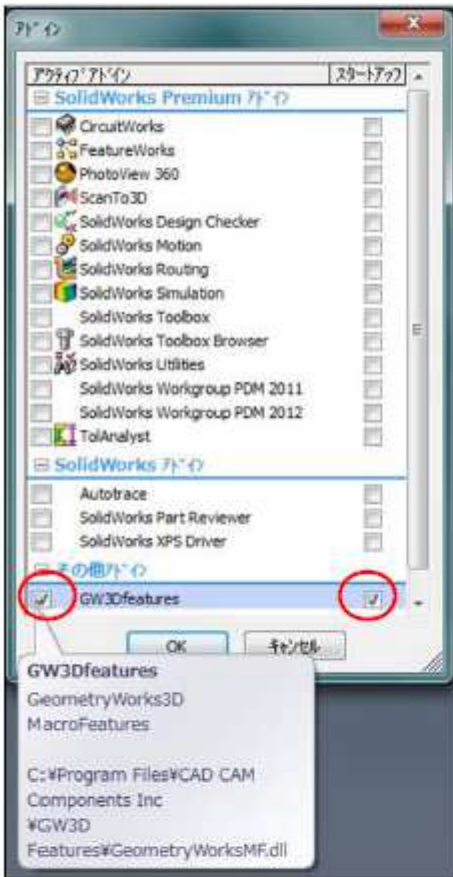 アドイン
アクティブ アドイン スタートアップ
SolidWorks Premium アドイン
CircuitWorks
FeatureWorks
PhotoView 360
ScanTo3D
SolidWorks Design Checker
SolidWorks Motion
SolidWorks Routing
SolidWorks Simulation
SolidWorks Toolbox
SolidWorks Toolbox Browser
SolidWorks Utilities
SolidWorks Workgroup PDM 2011
SolidWorks Workgroup PDM 2012
TolAnalyst
SolidWorks アドイン
Autotrace
SolidWorks Part Reviewer
SolidWorks XPS Driver
その他アドイン
GW3Dfeatures
OK キャンセル
GW3Dfeatures
GeometryWorks3D
MacroFeatures
C:¥Program Files¥CAD CAM
Components Inc
¥GW3D
Features¥GeometryWorksMF.dll